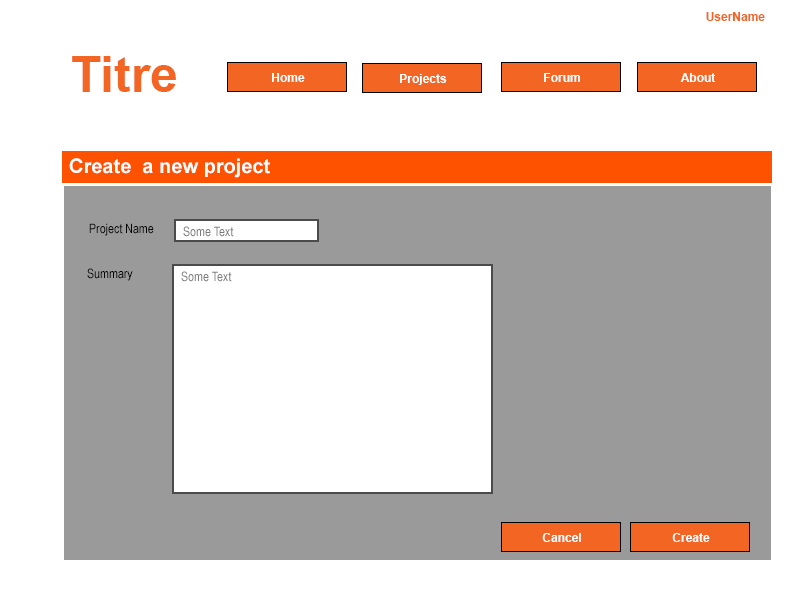 UserName
Titre
Home
Projects
Forum
About
Create a new project
Project Name
Some Text
Summary
Some Text
Cancel
Create